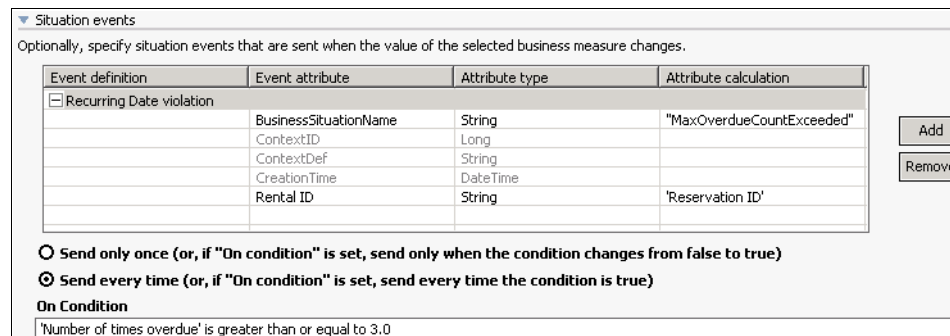 Situation events
Optionally, specify situation events that are sent when the value of the selected business measure changes.
Event definition Event attribute Attribute type Attribute calculation
Recurring Date violation
BusinessSituationName String "MaxOverdueCountExceeded"
ContextID Long
ContextDef String
CreationTime DateTime
Rental ID String 'Reservation ID'
Add
Remove
Send only once (or, if "On condition" is set, send only when the condition changes from false to true)
Send every time (or, if "On condition" is set, send every time the condition is true)
On Condition
'Number of times overdue' is greater than or equal to 3.0